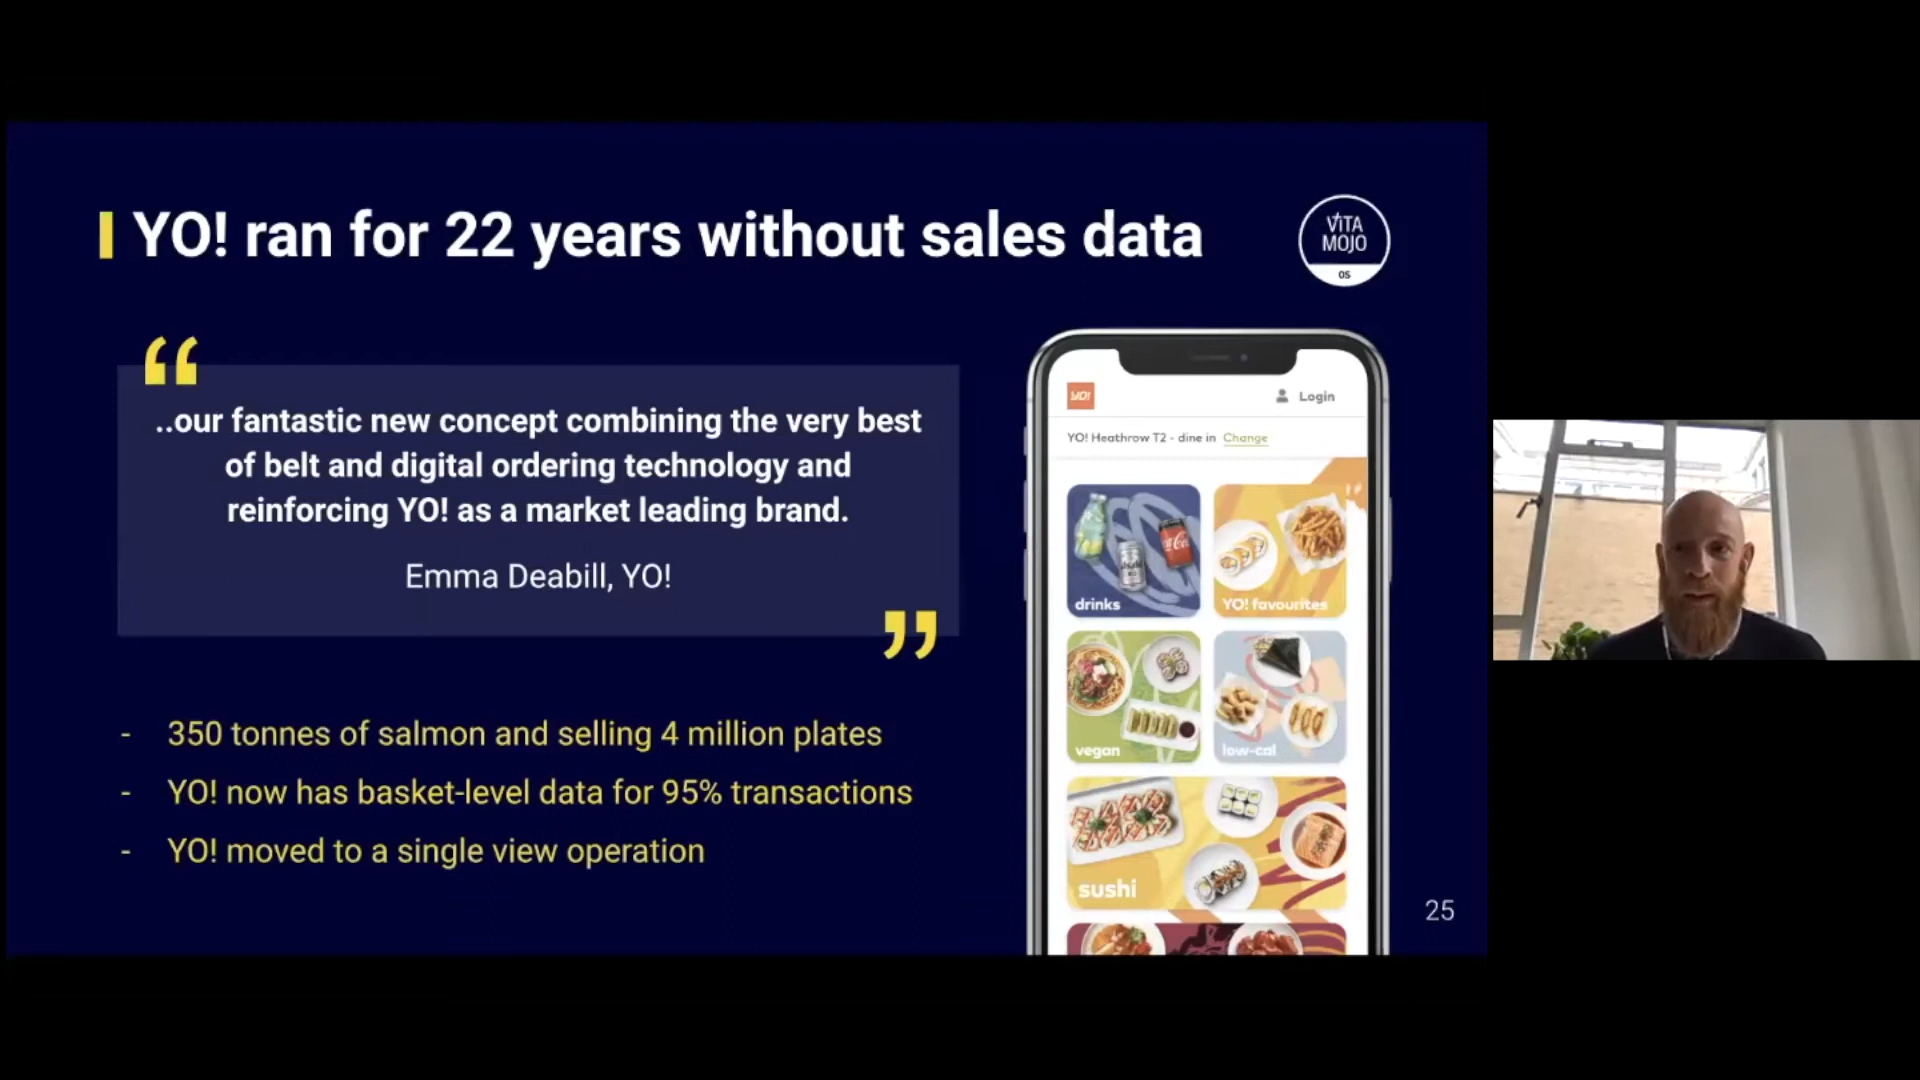 YO! ran for 22 years without sales data
VITA
MOJO
OS
“
..our fantastic new concept combining the very best
of belt and digital ordering technology and
reinforcing YO! as a market leading brand.
Emma Deabill, YO!
”
- 350 tonnes of salmon and selling 4 million plates
- YO! now has basket-level data for 95% transactions
- YO! moved to a single view operation
YO!
Login
YO! Heathrow T2 - dine in Change
drinks
YO! favourites
vegan
low-cal
sushi
25